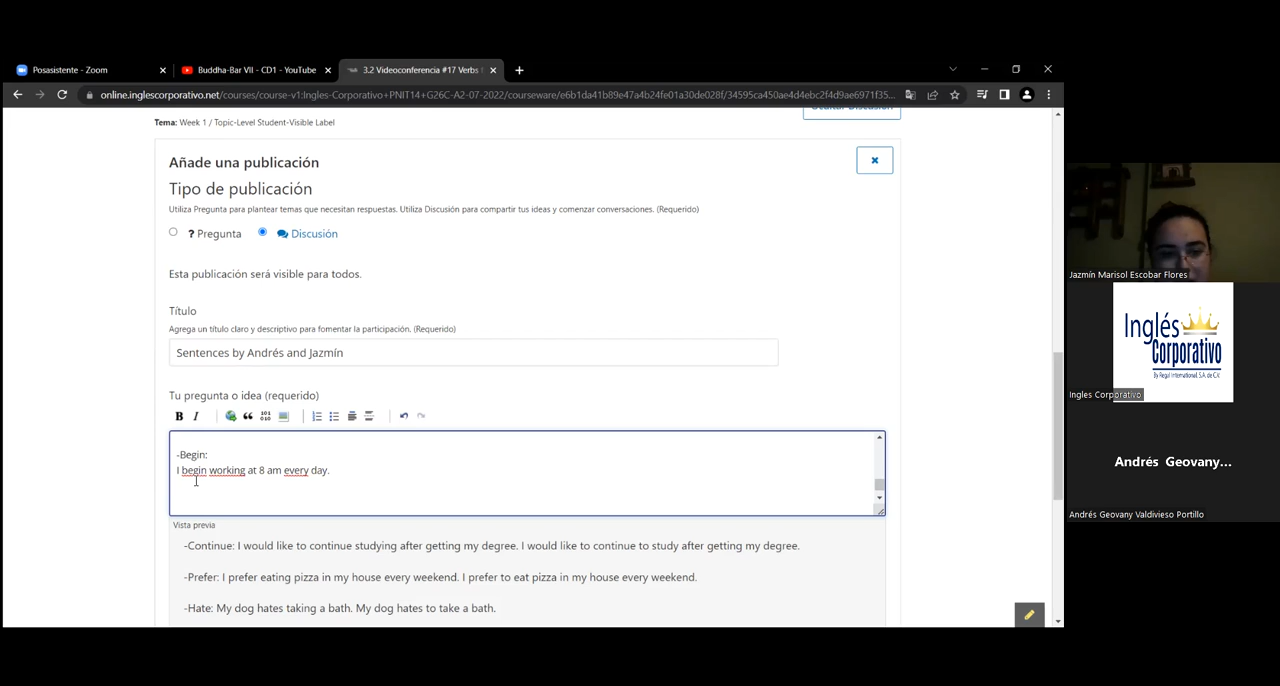 Posasistente - Zoom
Buddha-Bar VII - CD1 - YouTube
3.2 Videoconferencia #17 Verbs
online.inglescorporativo.net/courses/course-v1:Ingles-Corporativo+PNIT14+G26C-A2-07-2022/courseware/e6b1da41b89e47a4b24fe01a30de028f/34595ca450ae4d4ebc2f4d9ae6971f35...
Ocultar Discusión
Tema: Week 1 / Topic-Level Student-Visible Label
Añade una publicación
Tipo de publicación
Utiliza Pregunta para plantear temas que necesitan respuestas. Utiliza Discusión para compartir tus ideas y comenzar conversaciones. (Requerido)
? Pregunta
Discusión
Esta publicación será visible para todos.
Título
Agrega un título claro y descriptivo para fomentar la participación. (Requerido)
Sentences by Andrés and Jazmín
Tu pregunta o idea (requerido)
B I
-Begin:
I begin working at 8 am every day.
Vista previa
-Continue: I would like to continue studying after getting my degree. I would like to continue to study after getting my degree.
-Prefer: I prefer eating pizza in my house every weekend. I prefer to eat pizza in my house every weekend.
-Hate: My dog hates taking a bath. My dog hates to take a bath.
Jazmín Marisol Escobar Flores
Inglés
Corporativo
By Regal International, S.A. de C.V.
Ingles Corporativo
Andrés Geovany...
Andrés Geovany Valdivieso Portillo